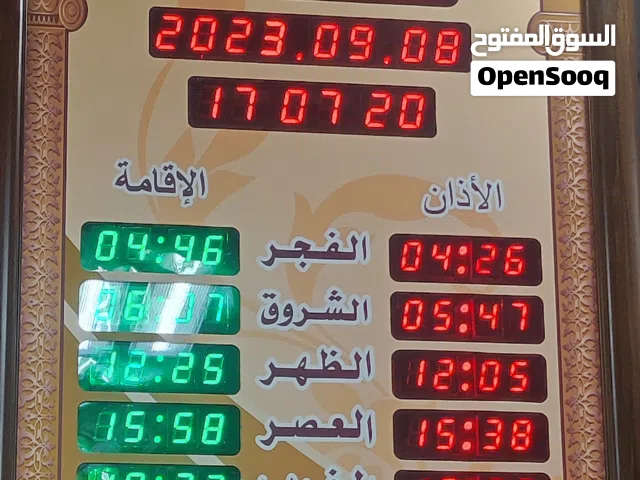 2023.09.08
السوق المفتوح
OpenSooq
17 07 20
الأذان الإقامة
04:26 الفجر 04:46
05:47 الشروق
12:05 الظهر 12:25
15:38 العصر 15:58